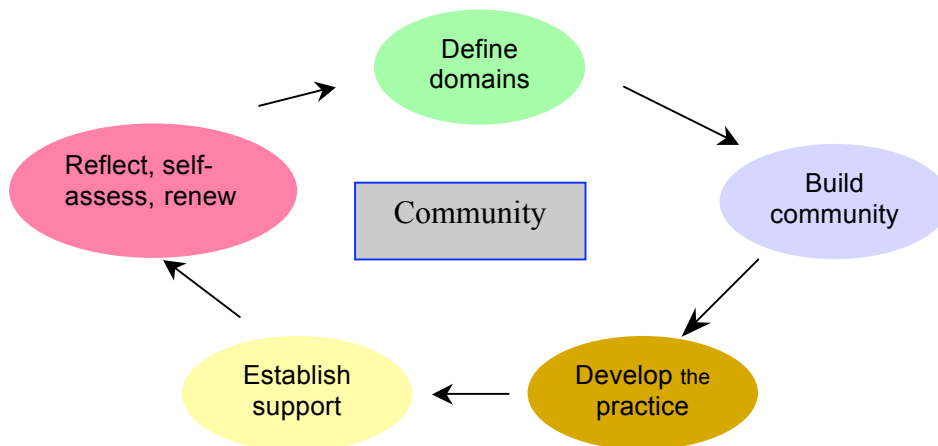 Define
domains
Reflect, self-
assess, renew
Build
community
Community
Establish
support
Develop the
practice